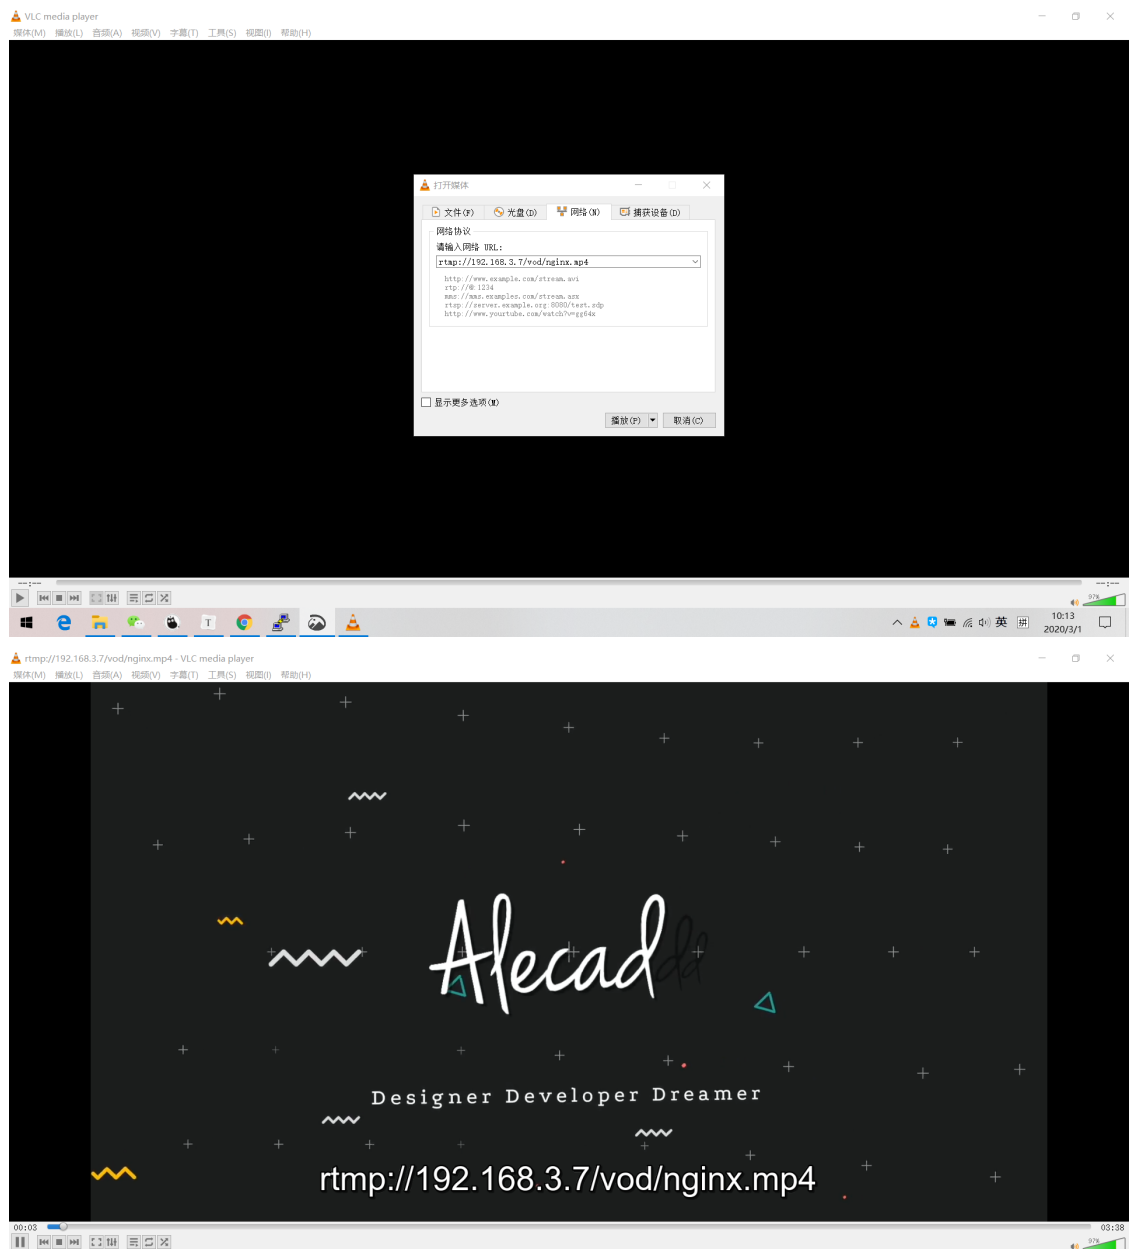 VLC media player
媒体(M) 播放(L) 音频(A) 视频(V) 字幕(T) 工具(S) 视图(I) 帮助(H)
打开媒体
文件(F) 光盘(D) 网络(N) 捕获设备(D)
网络协议
请输入网络 URL:
rtmp://192.168.3.7/vod/nginx.mp4
http://www.example.com/stream.avi
rtp://@:1234
mms://mms.examples.com/stream.asx
rtsp://server.example.org:8080/test.sdp
http://www.yourtube.com/watch?v=gg64x
显示更多选项(M)
播放(P) 取消(C)
--:-- --:--
97%
英 拼 10:13
2020/3/1
rtmp://192.168.3.7/vod/nginx.mp4 - VLC media player
媒体(M) 播放(L) 音频(A) 视频(V) 字幕(T) 工具(S) 视图(I) 帮助(H)
Alecaddd
Designer Developer Dreamer
rtmp://192.168.3.7/vod/nginx.mp4
00:03 03:38
97%